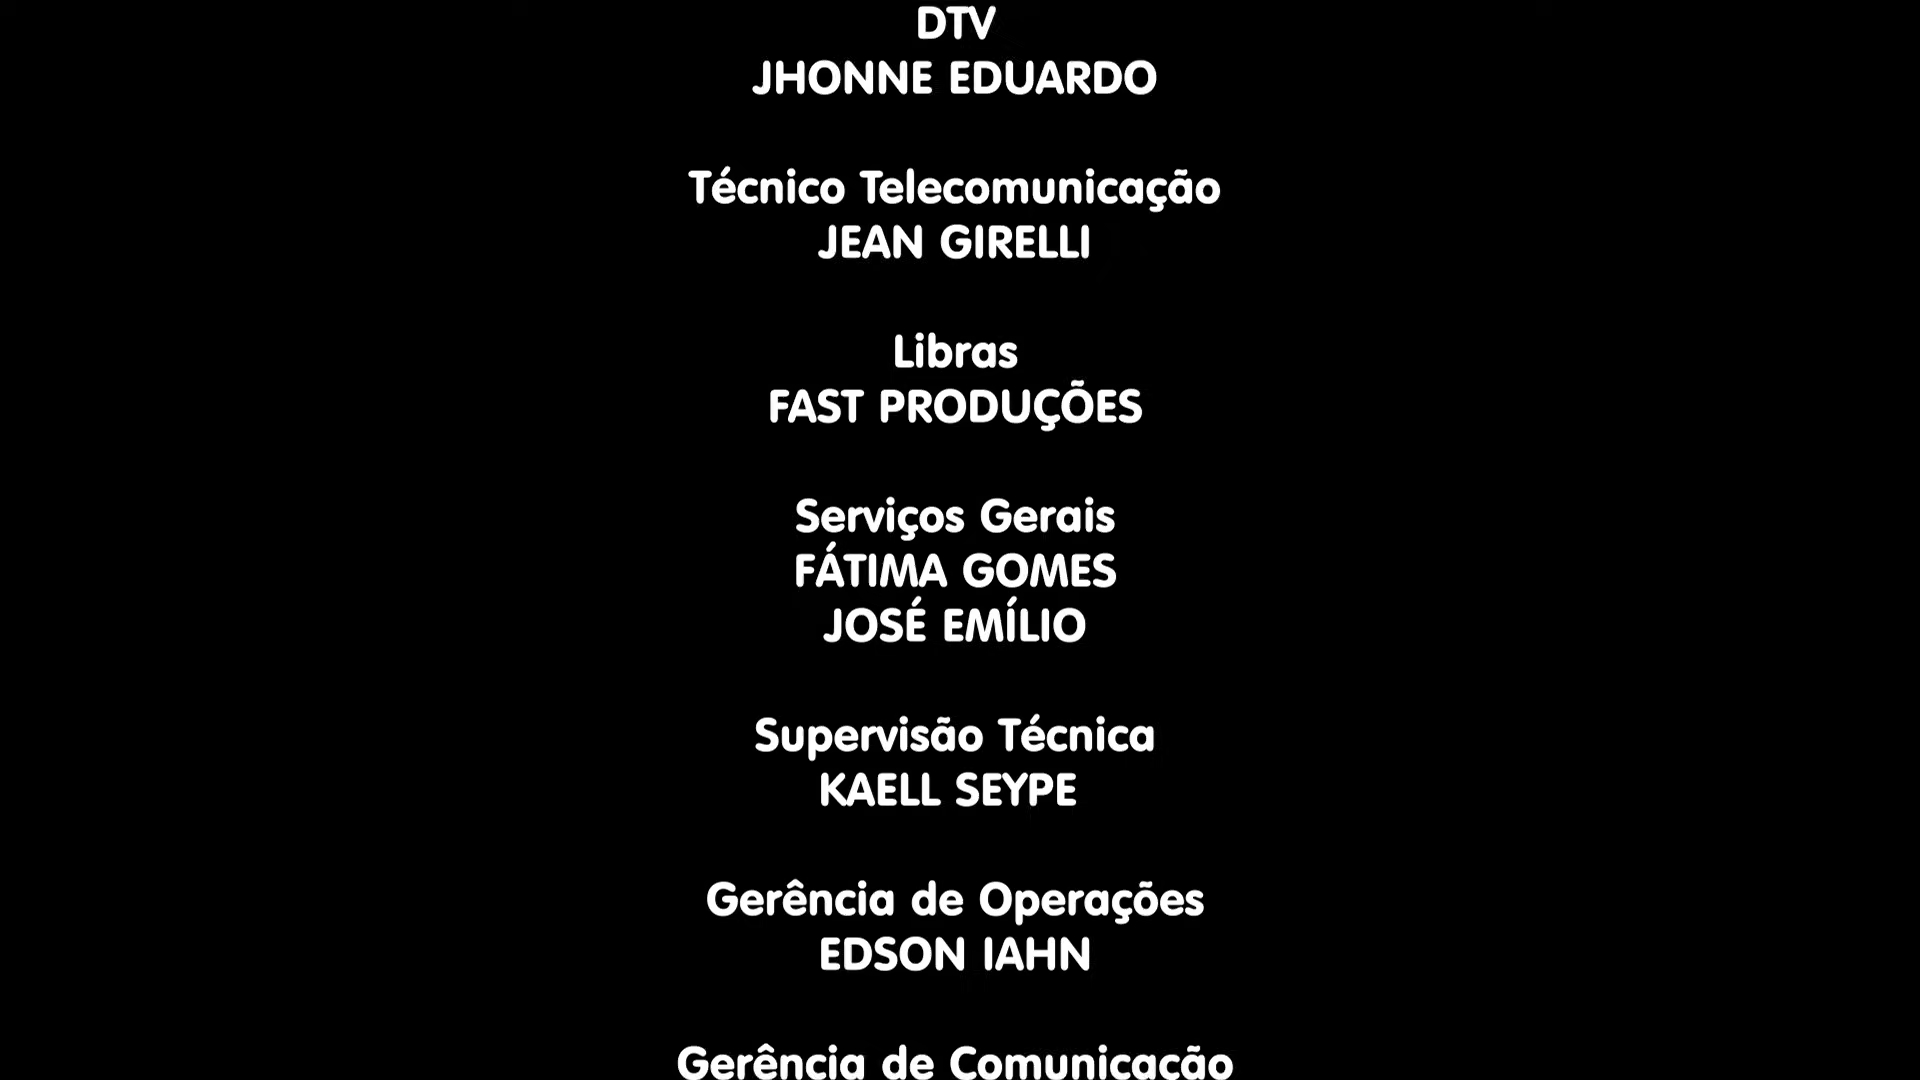 DTV
JHONNE EDUARDO
Técnico Telecomunicação
JEAN GIRELLI
Libras
FAST PRODUÇÕES
Serviços Gerais
FÁTIMA GOMES
JOSÉ EMÍLIO
Supervisão Técnica
KAELL SEYPE
Gerência de Operações
EDSON IAHN
Gerência de Comunicação